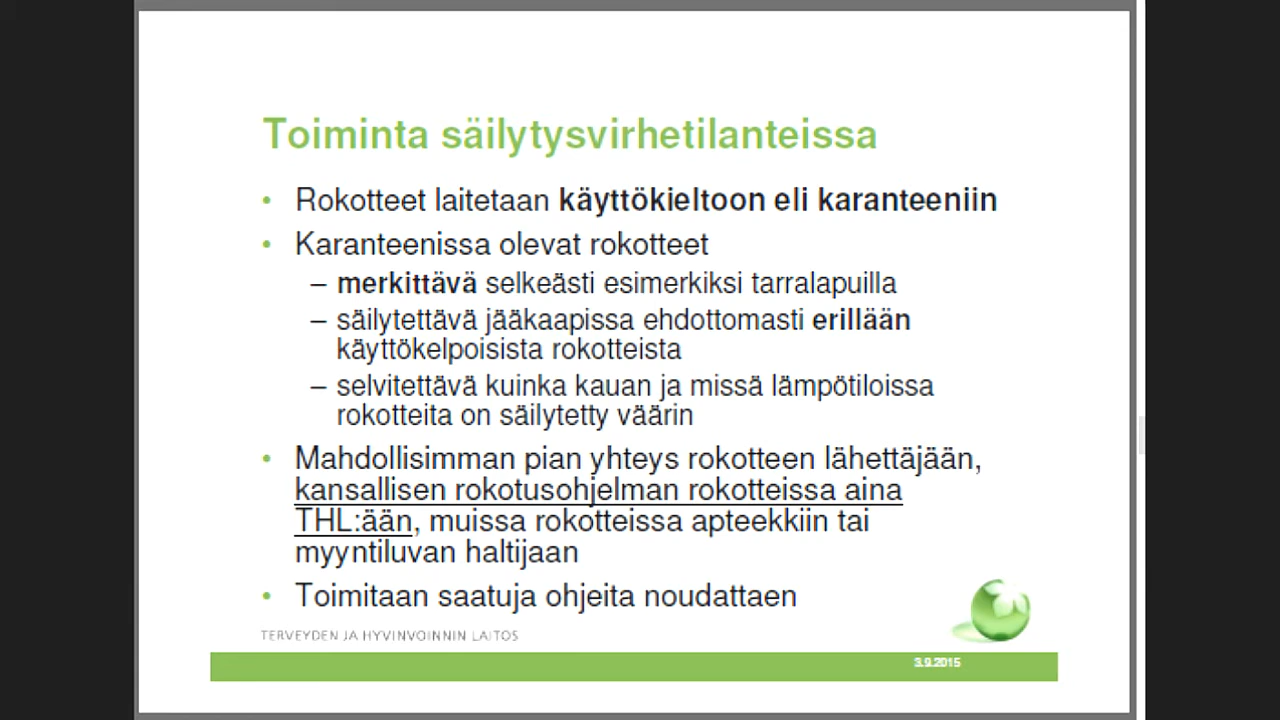 Toiminta säilytysvirhetilanteissa
• Rokotteet laitetaan käyttökieltoon eli karanteeniin
• Karanteenissa olevat rokotteet
– merkittävä selkeästi esimerkiksi tarralapuilla
– säilytettävä jääkaapissa ehdottomasti erillään
käyttökelpoisista rokotteista
– selvitettävä kuinka kauan ja missä lämpötiloissa
rokotteita on säilytetty väärin
• Mahdollisimman pian yhteys rokotteen lähettäjään,
kansallisen rokotusohjelman rokotteissa aina
THL:ään, muissa rokotteissa apteekkiin tai
myyntiluvan haltijaan
• Toimitaan saatuja ohjeita noudattaen
TERVEYDEN JA HYVINVOINNIN LAITOS
3.9.2015